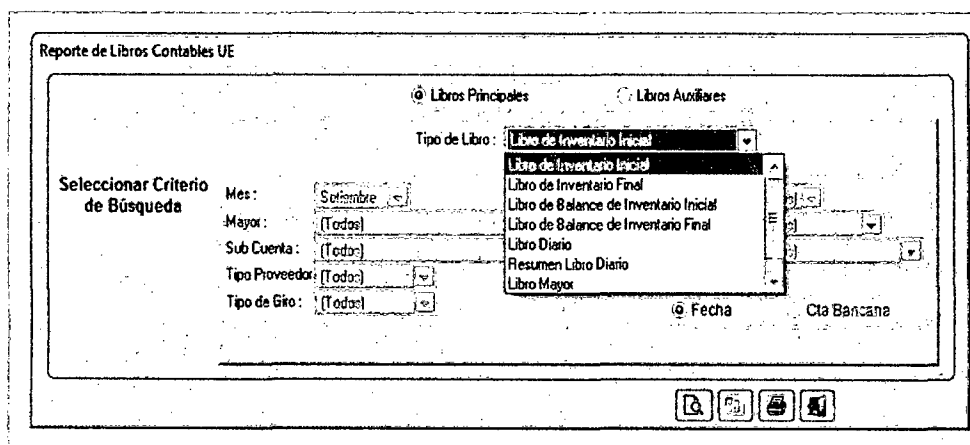 Reporte de Libros Contables UE
Libros Principales Libros Auxiliares
Tipo de Libro : Libro de Inventario Inicial
Libro de Inventario Inicial
Libro de Inventario Final
Libro de Balance de Inventario Inicial
Libro de Balance de Inventario Final
Libro Diario
Resumen Libro Diario
Libro Mayor
Seleccionar Criterio
de Búsqueda
Mes : Setiembre
Mayor : (Todos)
Sub Cuenta : (Todos)
Tipo Proveedor: (Todos)
Tipo de Giro : (Todos)
Fecha Cta Bancaria